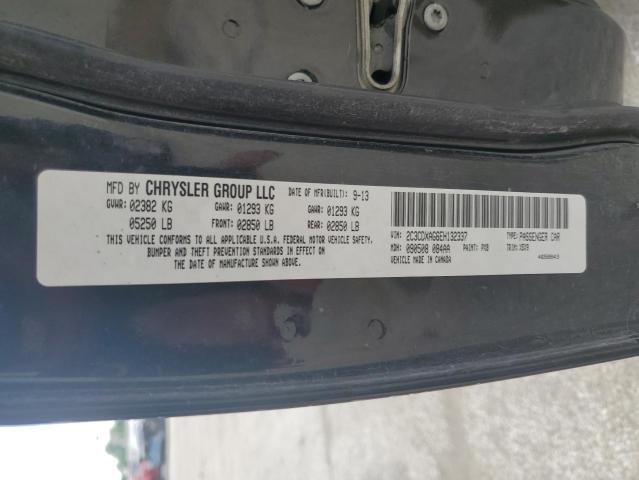 MFD BY CHRYSLER GROUP LLC DATE OF MFR(BUILT): 9-13
GVWR: 02382 KG GAWR: 01293 KG GAWR: 01293 KG
05250 LB FRONT: 02850 LB REAR: 02850 LB
THIS VEHICLE CONFORMS TO ALL APPLICABLE U.S.A. FEDERAL MOTOR VEHICLE SAFETY,
BUMPER AND THEFT PREVENTION STANDARDS IN EFFECT ON
THE DATE OF MANUFACTURE SHOWN ABOVE.
VIN: 2C3CDXAG6EH132337 TYPE: PASSENGER CAR
MDH: 090508 084AA PAINT: PXB TRIM: X5X9
VEHICLE MADE IN CANADA